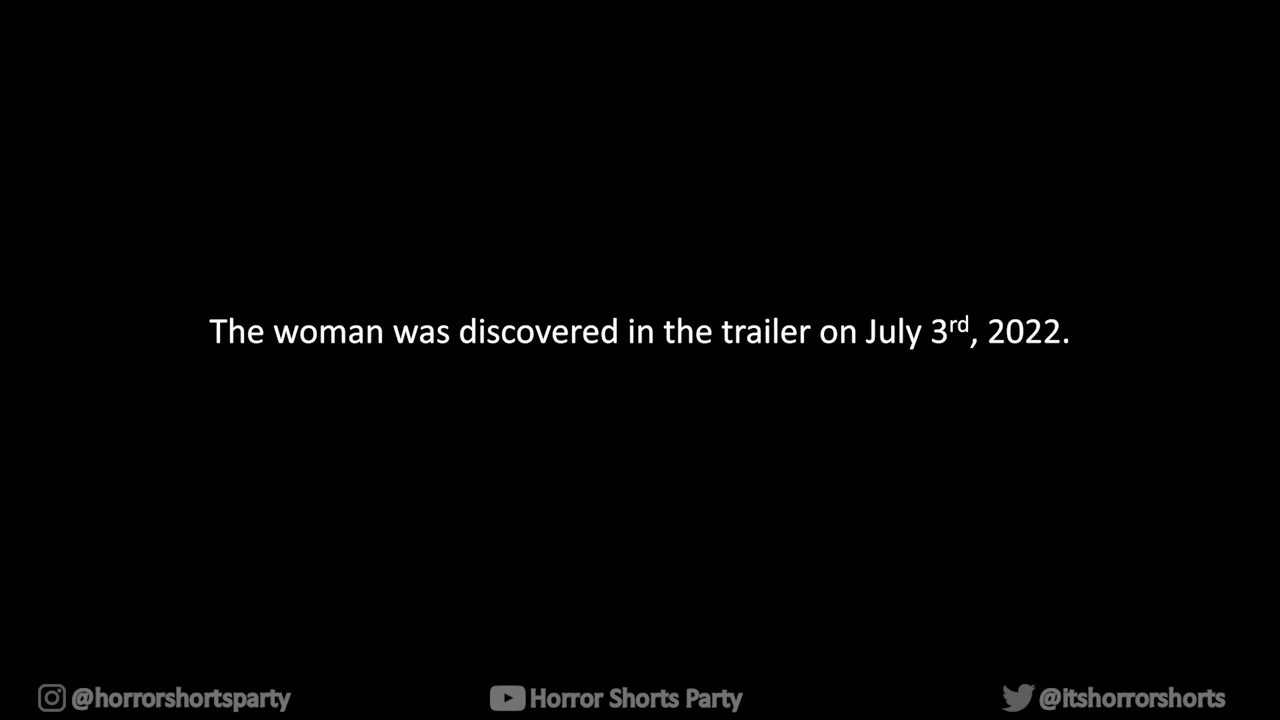 The woman was discovered in the trailer on July 3rd, 2022.
@horrorshortsparty
Horror Shorts Party
@itshorrorshorts